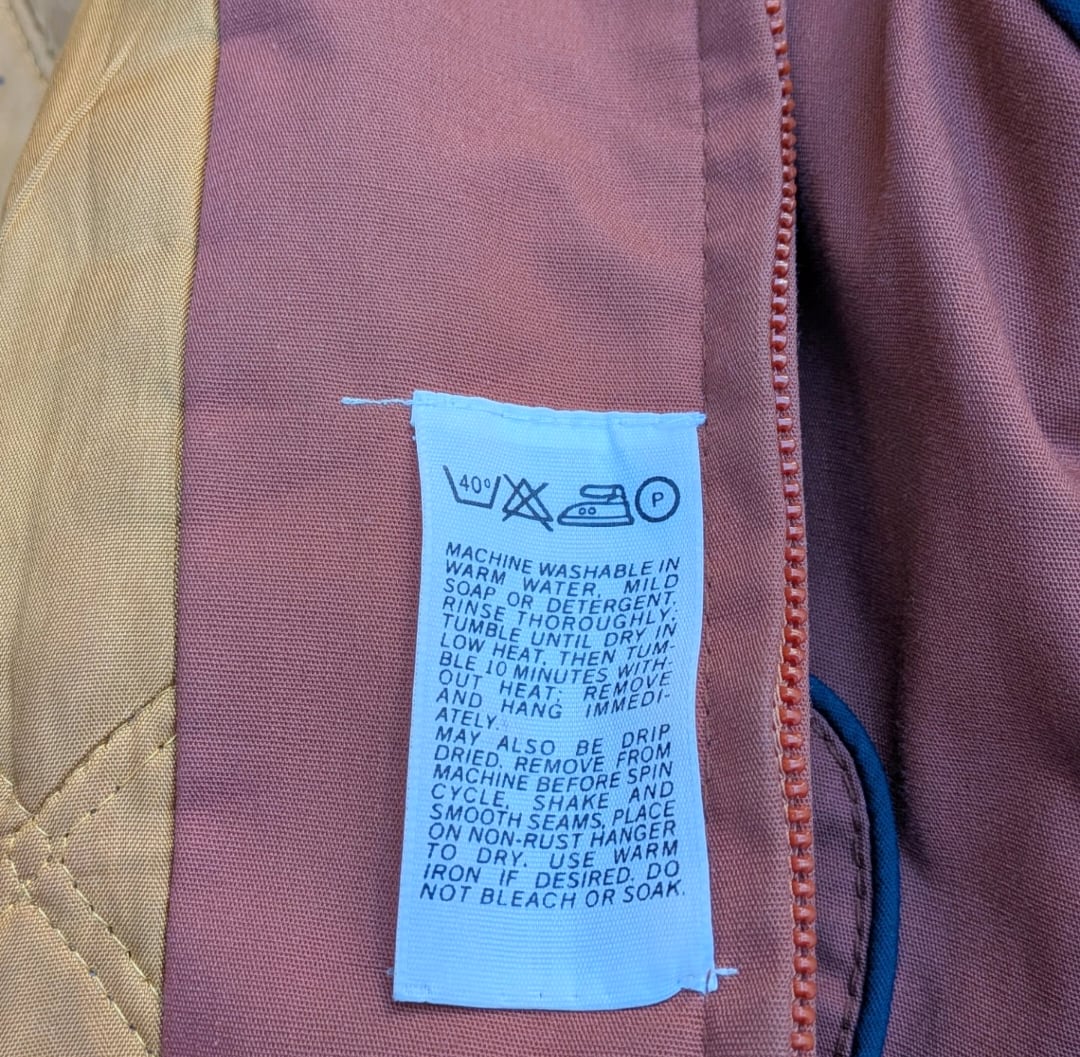 40° P
MACHINE WASHABLE IN
WARM WATER, MILD
SOAP OR DETERGENT.
RINSE THOROUGHLY;
TUMBLE UNTIL DRY IN
LOW HEAT. THEN TUM-
BLE 10 MINUTES WITH-
OUT HEAT; REMOVE
AND HANG IMMEDI-
ATELY.
MAY ALSO BE DRIP
DRIED. REMOVE FROM
MACHINE BEFORE SPIN
CYCLE. SHAKE AND
SMOOTH SEAMS, PLACE
ON NON-RUST HANGER
TO DRY. USE WARM
IRON IF DESIRED. DO
NOT BLEACH OR SOAK.